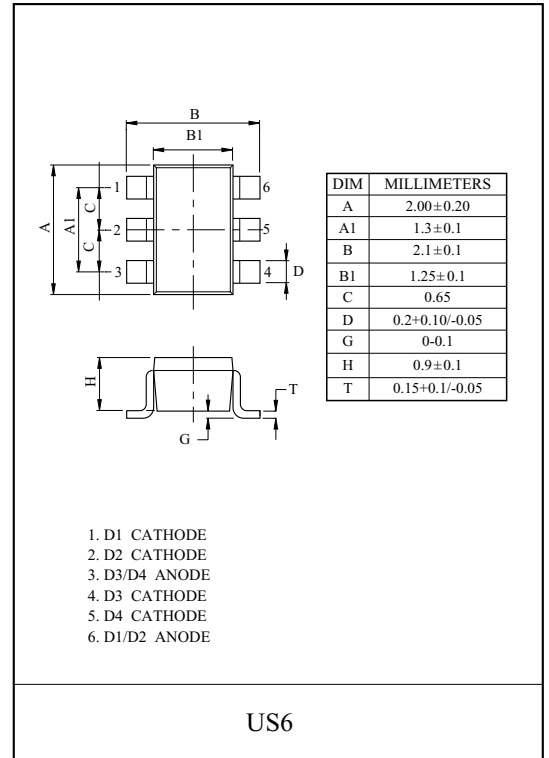 B
B1
1
6
A
A1
C
2
5
C
3
4
D
H
T
G
DIM MILLIMETERS
A 2.00±0.20
A1 1.3±0.1
B 2.1±0.1
B1 1.25±0.1
C 0.65
D 0.2+0.10/-0.05
G 0-0.1
H 0.9±0.1
T 0.15+0.1/-0.05
1. D1 CATHODE
2. D2 CATHODE
3. D3/D4 ANODE
4. D3 CATHODE
5. D4 CATHODE
6. D1/D2 ANODE
US6